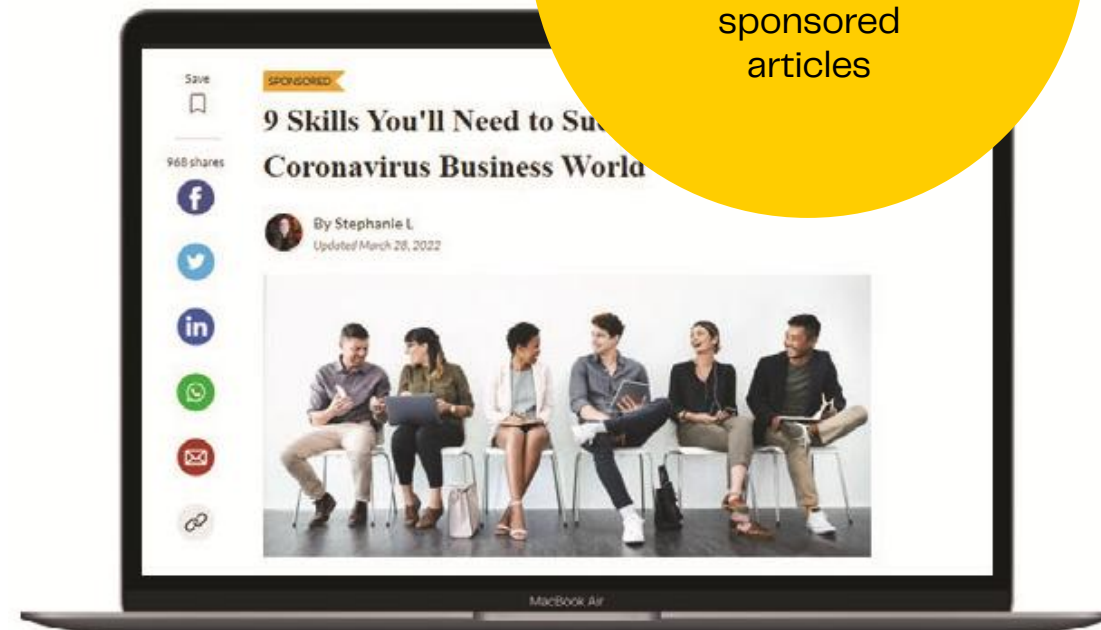 sponsored
articles
Save
SPONSORED
9 Skills You'll Need to Su
968 shares
Coronavirus Business World
By Stephanie L
Updated March 28, 2022
MacBook Air